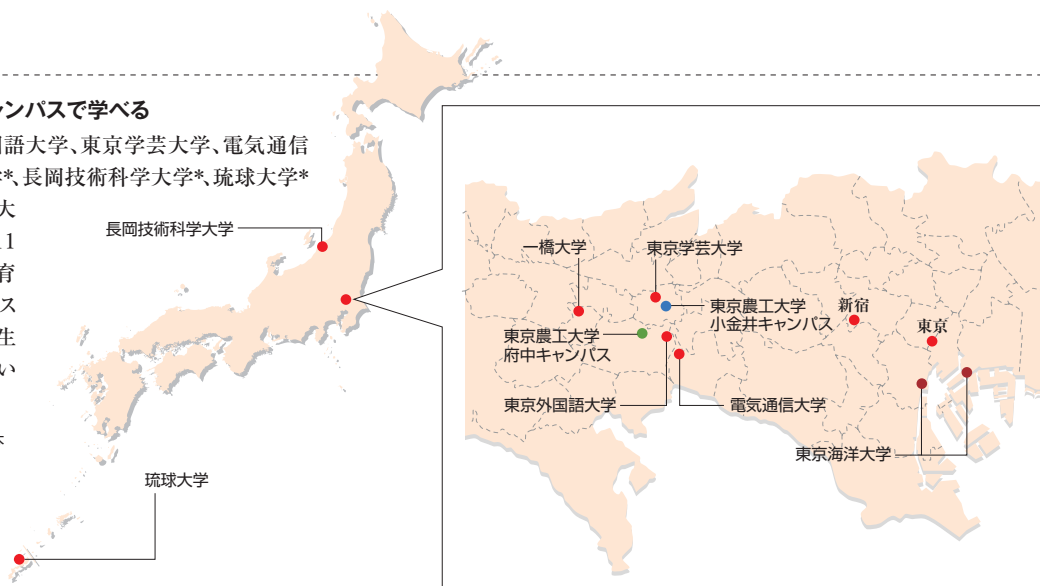 ャンパスで学べる
語大学、東京学芸大学、電気通信
*、長岡技術科学大学*、琉球大学*
大
11
育
ス
生
い
長岡技術科学大学
琉球大学
一橋大学
東京学芸大学
東京農工大学
小金井キャンパス
新宿
東京
東京農工大学
府中キャンパス
東京外国語大学
電気通信大学
東京海洋大学